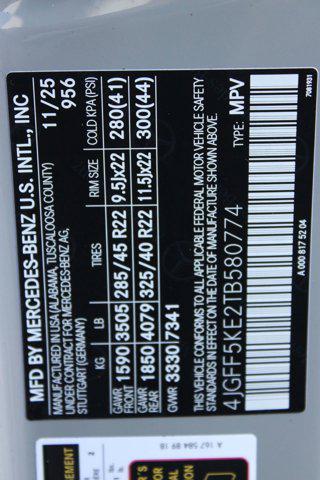 MFD BY MERCEDES-BENZ U.S. INTL., INC
MANUFACTURED IN USA (ALABAMA, TUSCALOOSA COUNTY)
11/25
BY SUBSIDIARY FOR MERCEDES-BENZ AG,
STUTTGART (GERMANY)
956
KG LB TIRES RIM SIZE COLD KPA (PSI)
GAWR FRONT 1590 3505 285/45 R22 9.5Jx22 280(41)
GAWR REAR 1850 4079 325/40 R22 11.5Jx22 300(44)
GVWR 3330 7341
THIS VEHICLE CONFORMS TO ALL APPLICABLE FEDERAL MOTOR VEHICLE SAFETY
STANDARDS IN EFFECT ON THE DATE OF MANUFACTURE SHOWN ABOVE
4JGFF5KE2TB580774 TYPE: MPV
A 000 817 52 04
7081931
A 167 584 89 18